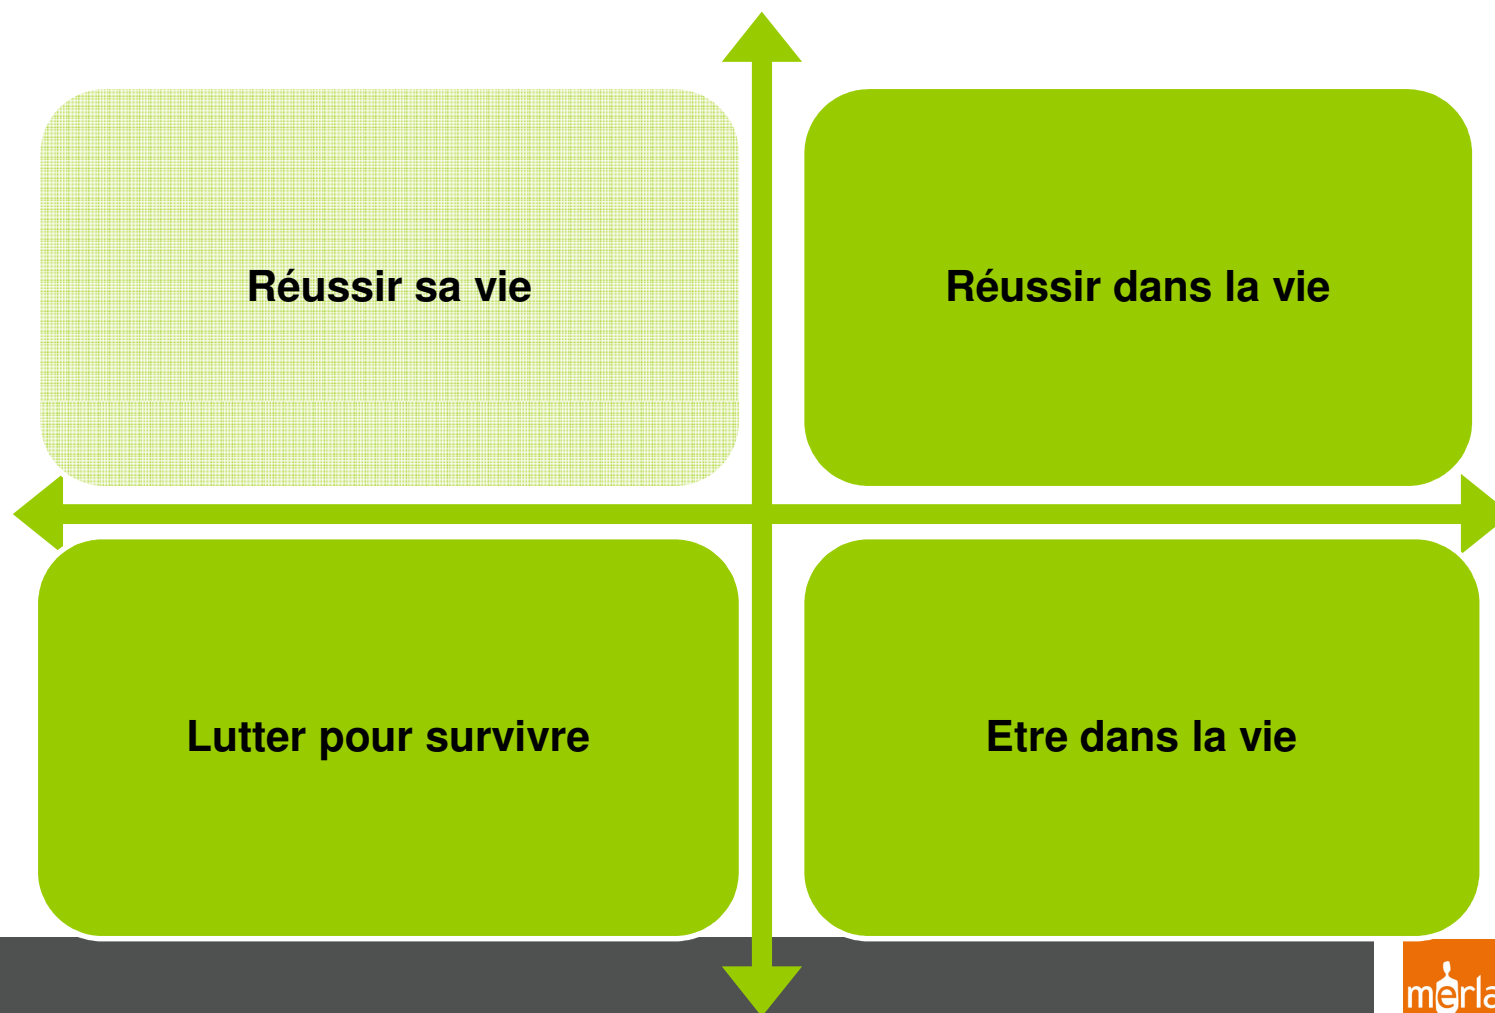 Réussir sa vie
Réussir dans la vie
Lutter pour survivre
Etre dans la vie
merla